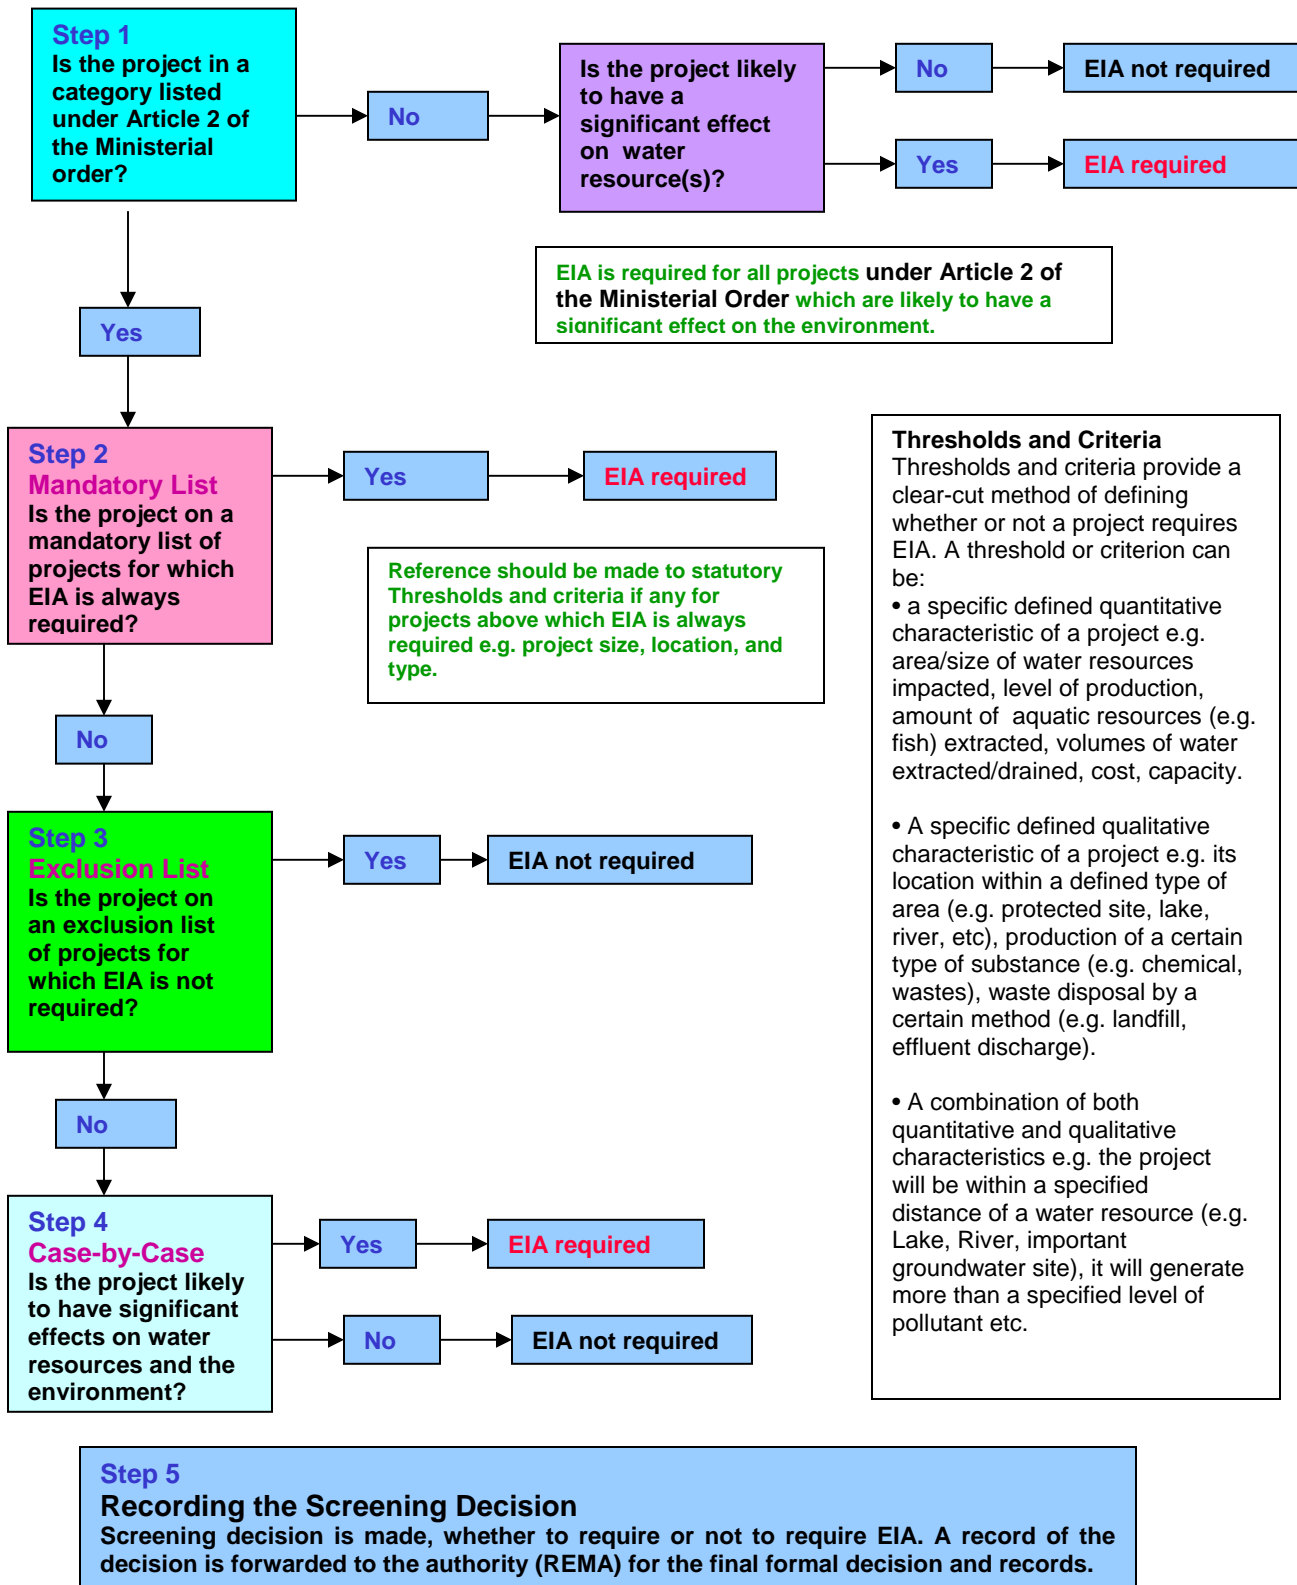 Step 1
Is the project in a
category listed
under Article 2 of
the Ministerial
order?
No
Is the project likely
to have a
significant effect
on water
resource(s)?
No
EIA not required
Yes
EIA required
EIA is required for all projects under Article 2 of
the Ministerial Order which are likely to have a
significant effect on the environment.
Yes
Step 2
Mandatory List
Is the project on a
mandatory list of
projects for which
EIA is always
required?
Yes
EIA required
Reference should be made to statutory
Thresholds and criteria if any for
projects above which EIA is always
required e.g. project size, location, and
type.
No
Step 3
Exclusion List
Is the project on
an exclusion list
of projects for
which EIA is not
required?
Yes
EIA not required
No
Step 4
Case-by-Case
Is the project likely
to have significant
effects on water
resources and the
environment?
Yes
EIA required
No
EIA not required
Thresholds and Criteria
Thresholds and criteria provide a
clear-cut method of defining
whether or not a project requires
EIA. A threshold or criterion can
be:
• a specific defined quantitative
characteristic of a project e.g.
area/size of water resources
impacted, level of production,
amount of aquatic resources (e.g.
fish) extracted, volumes of water
extracted/drained, cost, capacity.
• A specific defined qualitative
characteristic of a project e.g. its
location within a defined type of
area (e.g. protected site, lake,
river, etc), production of a certain
type of substance (e.g. chemical,
wastes), waste disposal by a
certain method (e.g. landfill,
effluent discharge).
• A combination of both
quantitative and qualitative
characteristics e.g. the project
will be within a specified
distance of a water resource (e.g.
Lake, River, important
groundwater site), it will generate
more than a specified level of
pollutant etc.
Step 5
Recording the Screening Decision
Screening decision is made, whether to require or not to require EIA. A record of the
decision is forwarded to the authority (REMA) for the final formal decision and records.